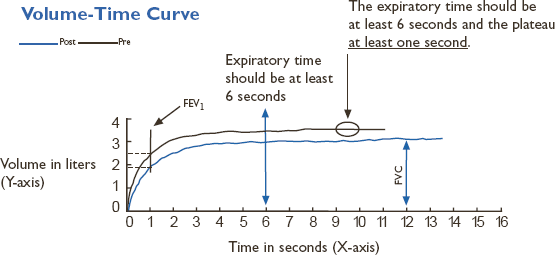 Volume-Time Curve
Post Pre
The expiratory time should be
at least 6 seconds and the plateau
at least one second.
Expiratory time
should be at least
6 seconds
FEV1
Volume in liters
(Y-axis)
4
3
2
1
0
FVC
0 1 2 3 4 5 6 7 8 9 10 11 12 13 14 15 16
Time in seconds (X-axis)